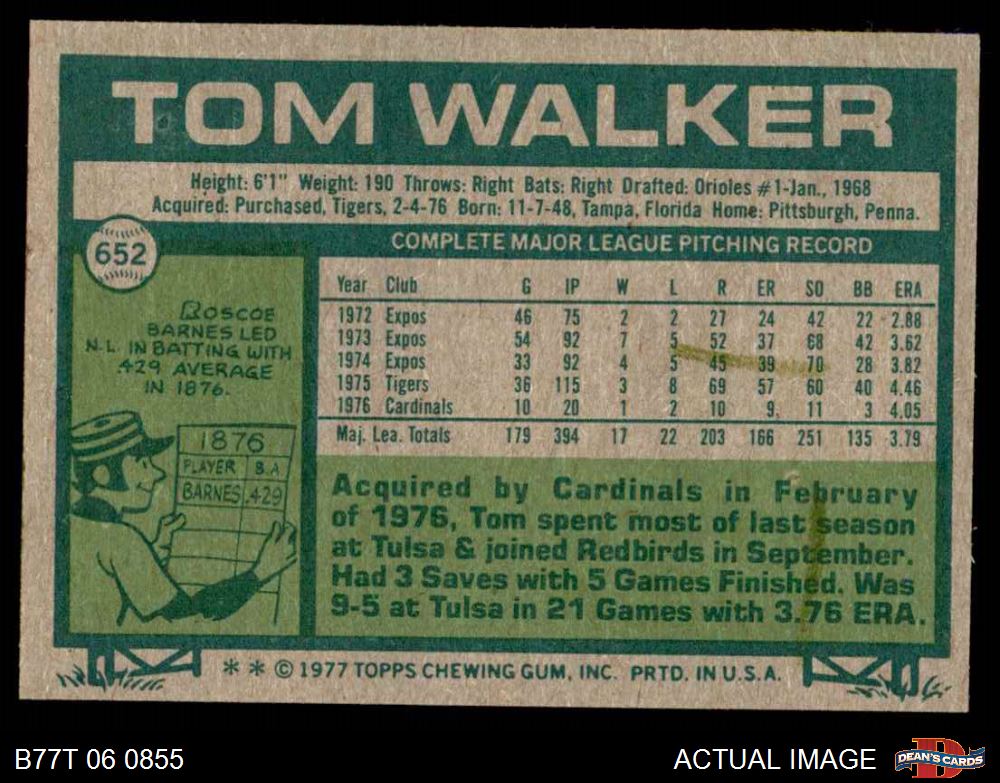 TOM WALKER
Height: 6'1" Weight: 190 Throws: Right Bats: Right Drafted: Orioles #1-Jan., 1968
Acquired: Purchased, Tigers, 2-4-76 Born: 11-7-48, Tampa, Florida Home: Pittsburgh, Penna.
652
COMPLETE MAJOR LEAGUE PITCHING RECORD
Year Club G IP W L R ER SO BB ERA
1972 Expos 46 75 2 2 27 24 42 22 2.88
1973 Expos 54 92 7 5 52 37 68 42 3.62
1974 Expos 33 92 4 5 45 39 70 28 3.82
1975 Tigers 36 115 3 8 69 57 60 40 4.46
1976 Cardinals 10 20 1 2 10 9 11 3 4.05
Maj. Lea. Totals 179 394 17 22 203 166 251 135 3.79
ROSCOE
BARNES LED
N.L. IN BATTING WITH
.429 AVERAGE
IN 1876.
1876
PLAYER B.A
BARNES .429
Acquired by Cardinals in February
of 1976, Tom spent most of last season
at Tulsa & joined Redbirds in September.
Had 3 Saves with 5 Games Finished. Was
9-5 at Tulsa in 21 Games with 3.76 ERA.
** © 1977 TOPPS CHEWING GUM, INC. PRTD. IN U.S.A.
B77T 06 0855
ACTUAL IMAGE
DEAN'S CARDS